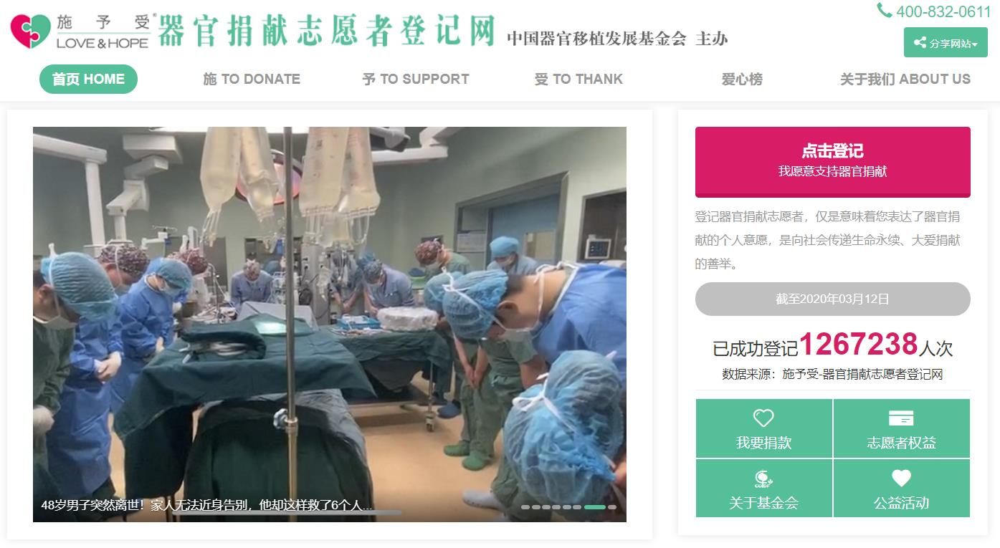 施予受®
LOVE & HOPE
器官捐献志愿者登记网
中国器官移植发展基金会 主办
400-832-0611
分享网站
首页 HOME
施 TO DONATE
予 TO SUPPORT
受 TO THANK
爱心榜
关于我们 ABOUT US
48岁男子突然离世！家人无法近身告别，他却这样救了6个人...
点击登记
我愿意支持器官捐献
登记器官捐献志愿者，仅是意味着您表达了器官捐
献的个人意愿，是向社会传递生命永续、大爱捐献
的善举。
截至2020年03月12日
已成功登记1267238人次
数据来源：施予受-器官捐献志愿者登记网
我要捐款
志愿者权益
COTDF
关于基金会
公益活动